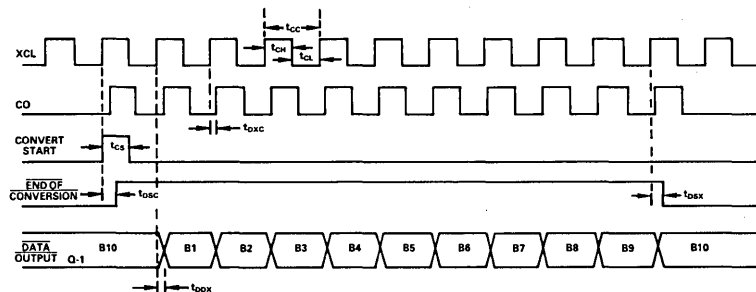 tCC
XCL
tCH
tCL
CO
tDXC
CONVERT
START
tCS
END OF
CONVERSION
tDSC
tDSX
DATA
OUTPUT Q-1
B10 B1 B2 B3 B4 B5 B6 B7 B8 B9 B10
tDDX